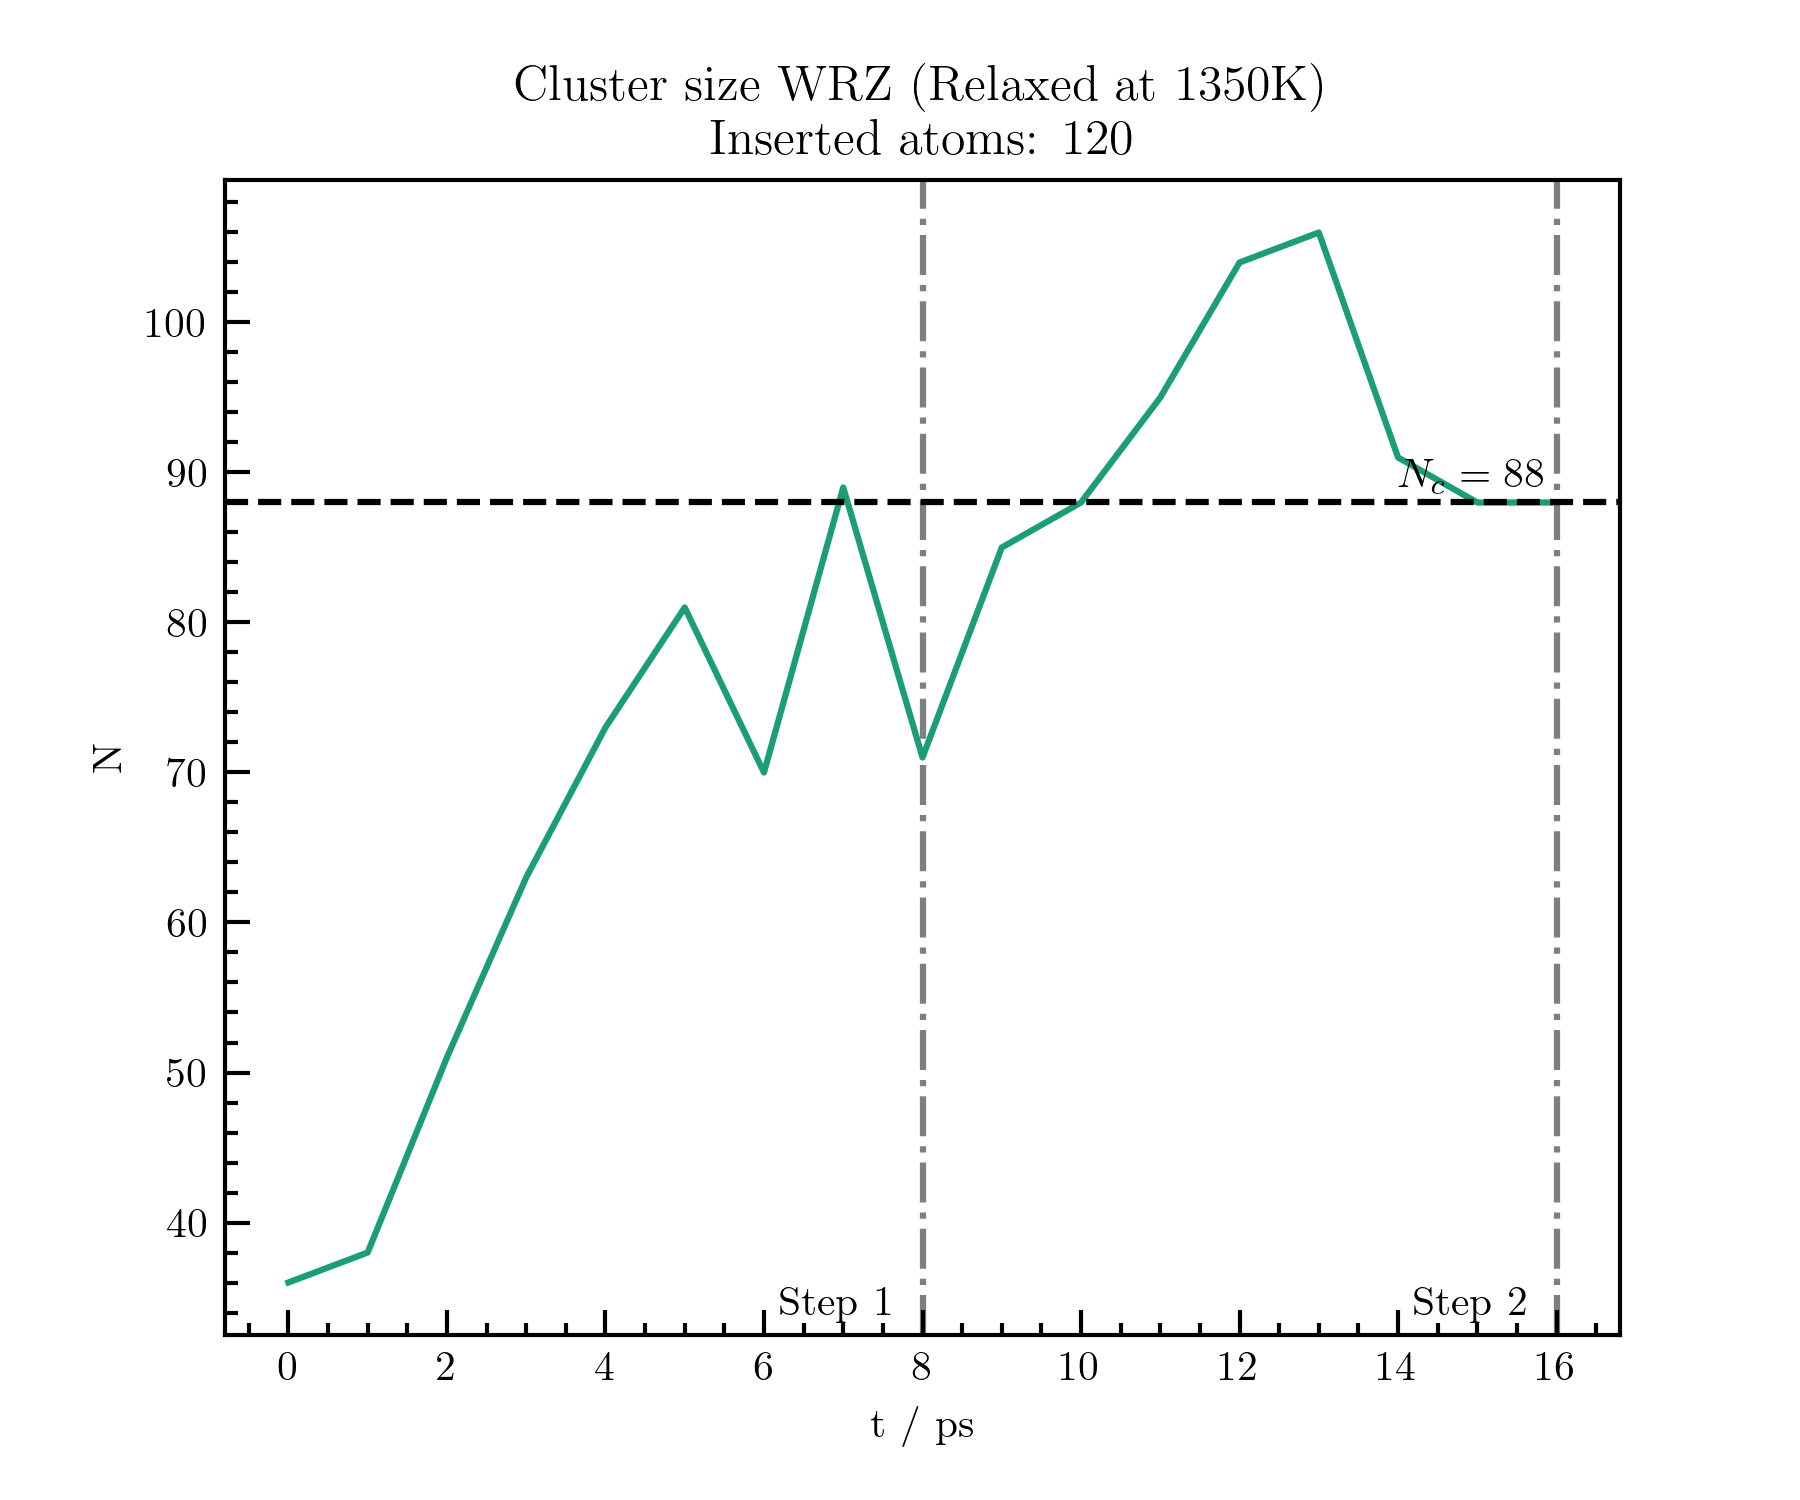 Cluster size WRZ (Relaxed at 1350K)
Inserted atoms: 120
100
90
80
70
60
50
40
N
N_c = 88
Step 1
Step 2
0 2 4 6 8 10 12 14 16
t / ps